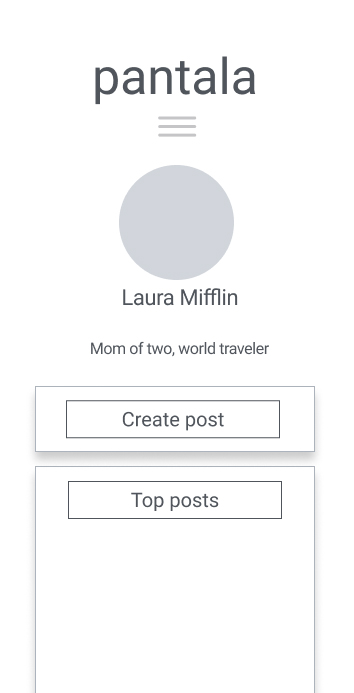 pantala
Laura Mifflin
Mom of two, world traveler
Create post
Top posts